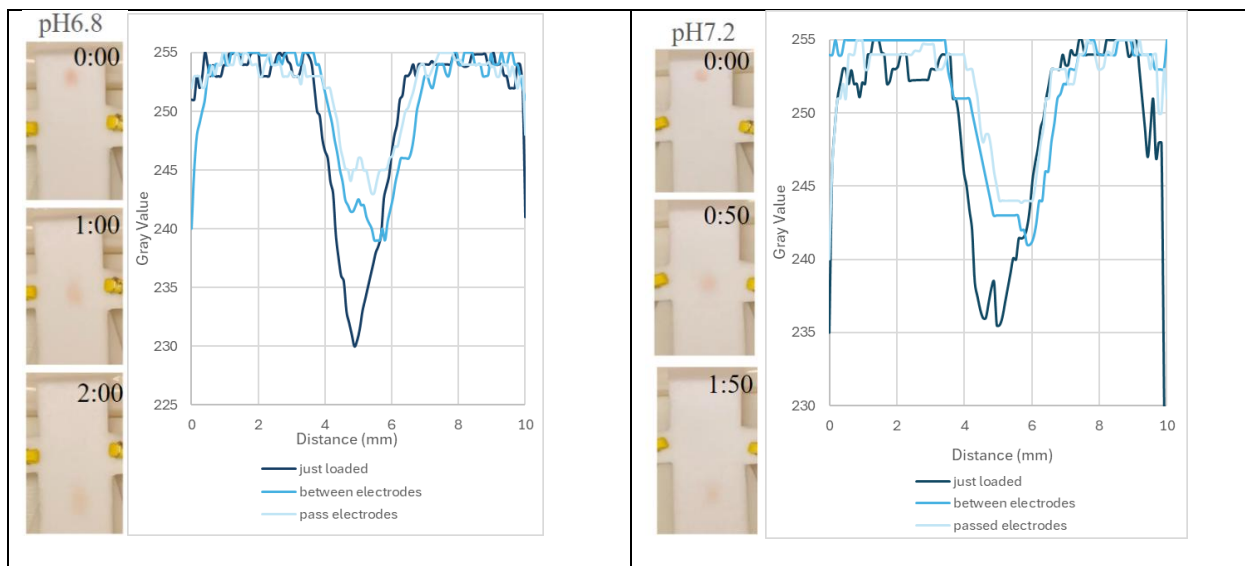 pH6.8
0:00
1:00
2:00
255
250
245
240
235
230
225
Gray Value
0 2 4 6 8 10
Distance (mm)
just loaded
between electrodes
pass electrodes
pH7.2
0:00
0:50
1:50
255
250
245
240
235
230
Gray Value
0 2 4 6 8 10
Distance (mm)
just loaded
between electrodes
passed electrodes